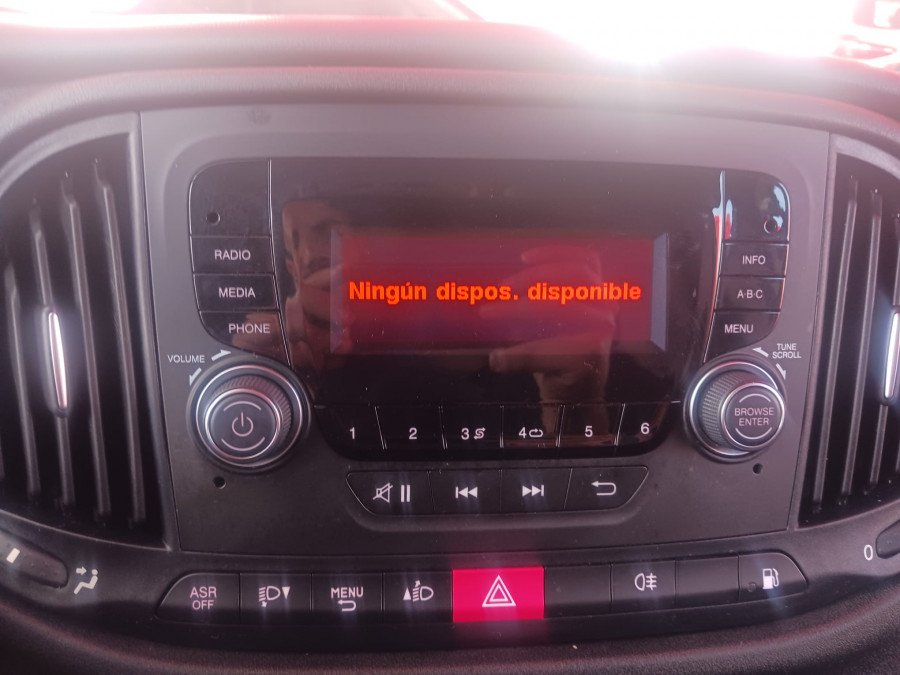 RADIO
MEDIA
PHONE
VOLUME
Ningún dispos. disponible
INFO
A·B·C
MENU
TUNE
SCROLL
BROWSE
ENTER
1 2 3 4 5 6
ASR
OFF
MENU
0